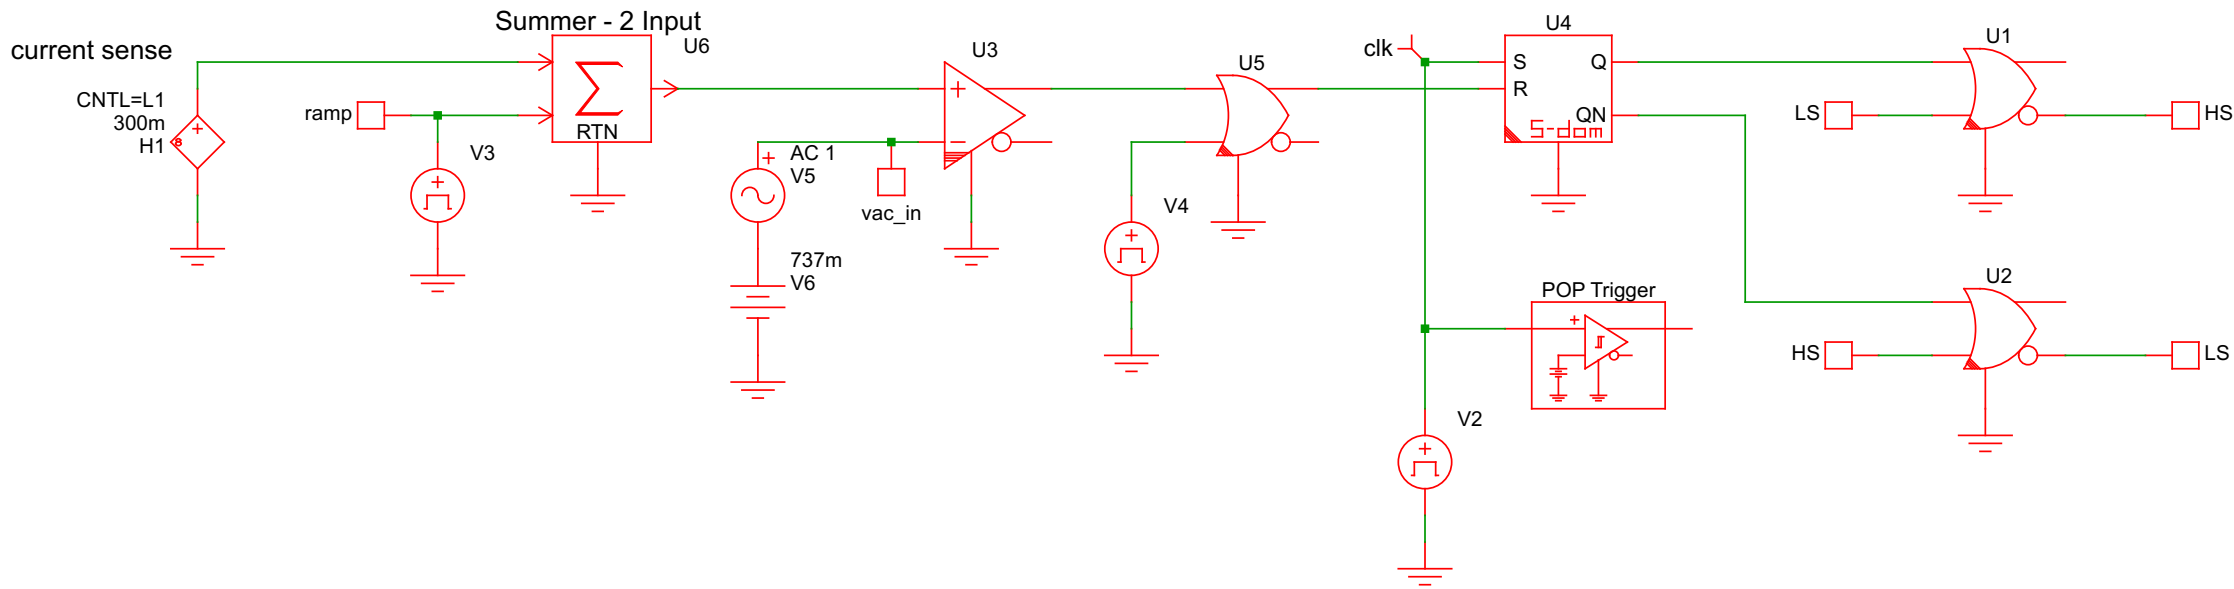 Summer - 2 Input
current sense
U6
CNTL=L1
300m
H1
ramp
V3
RTN
U3
AC 1
V5
vac_in
737m
V6
U5
V4
clk
U4
S
R
Q
QN
S-dom
POP Trigger
V2
U1
LS
HS
U2
HS
LS